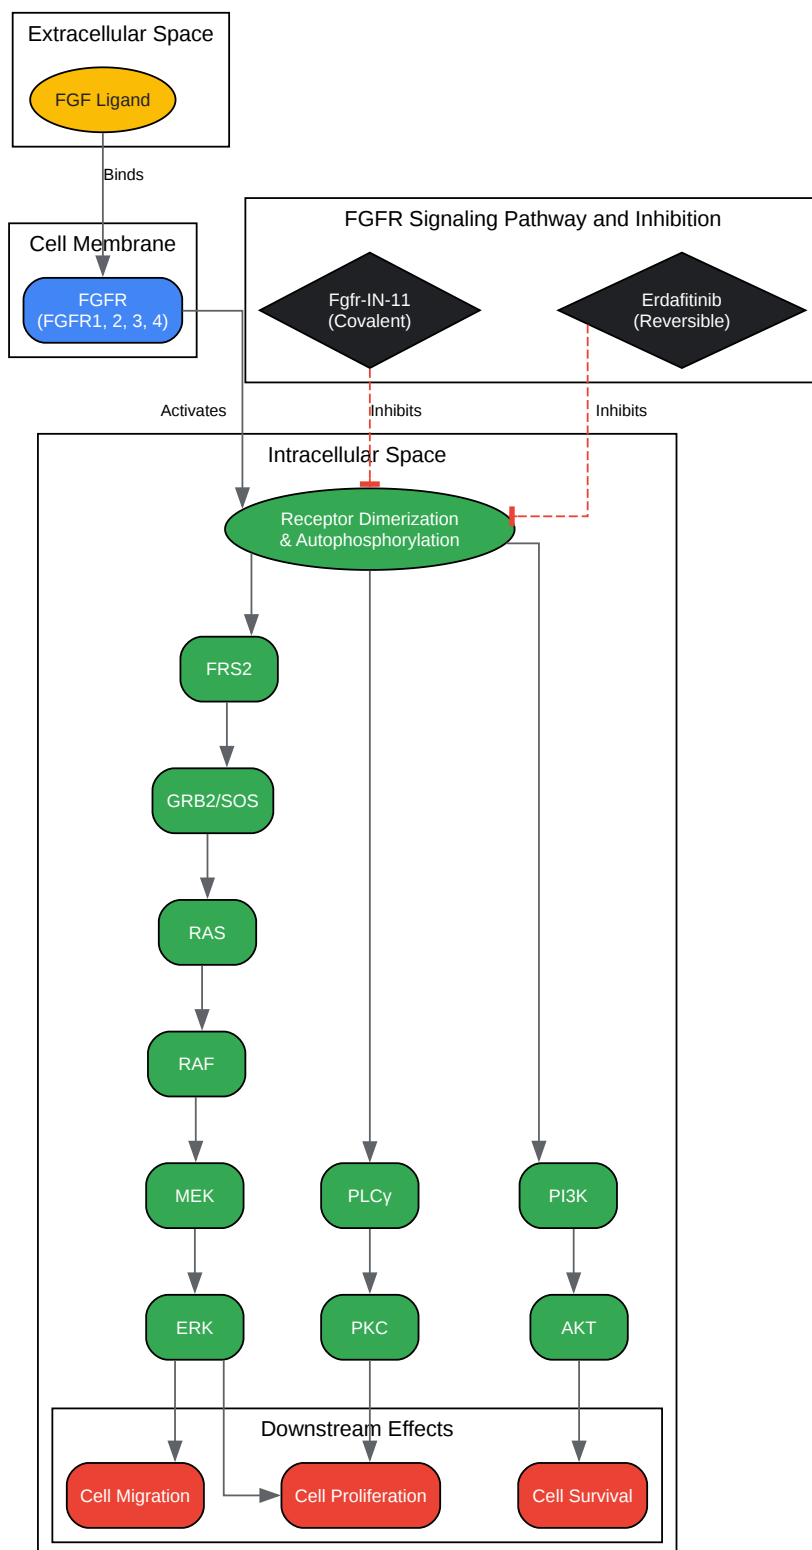 Extracellular Space
FGF Ligand
Binds
Cell Membrane
FGFR
(FGFR1, 2, 3, 4)
FGFR Signaling Pathway and Inhibition
Fgfr-IN-11
(Covalent)
Erdafitinib
(Reversible)
Activates
Inhibits
Inhibits
Intracellular Space
Receptor Dimerization
& Autophosphorylation
FRS2
GRB2/SOS
RAS
RAF
MEK
PLCγ
PI3K
ERK
PKC
AKT
Downstream Effects
Cell Migration
Cell Proliferation
Cell Survival